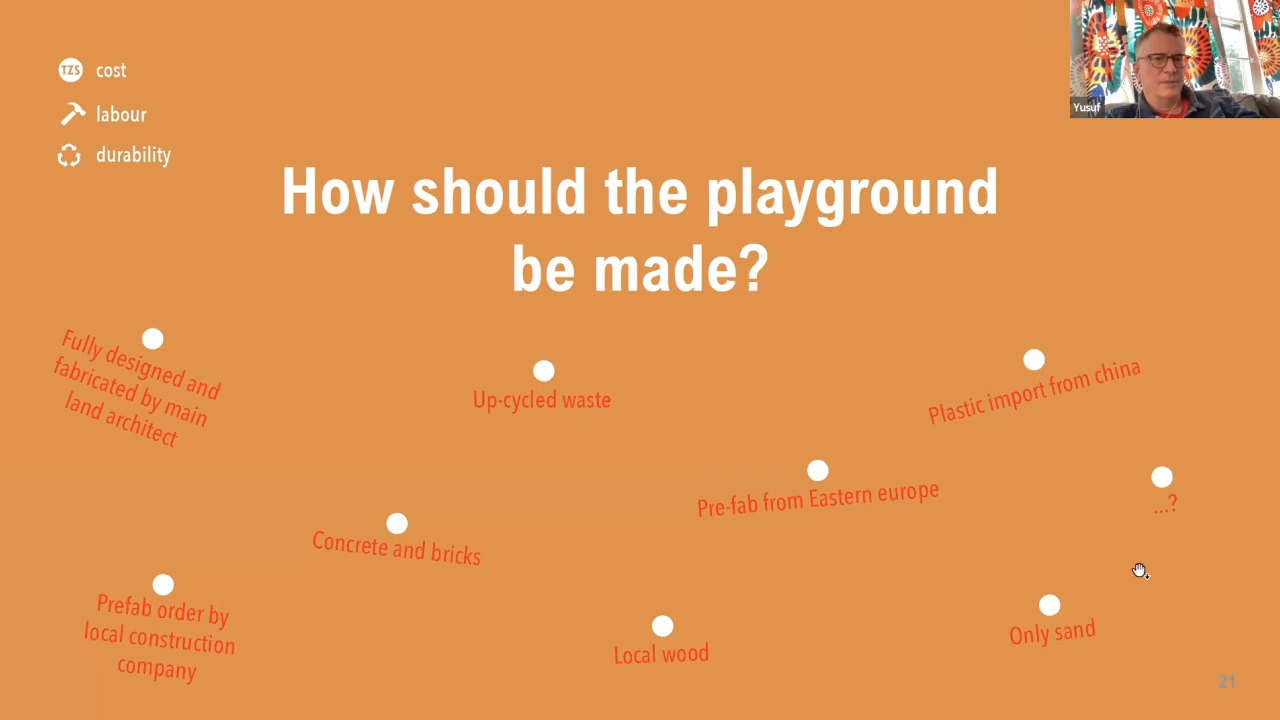 TZS cost
labour
durability
Yusuf
How should the playground
be made?
Fully designed and
fabricated by main
land architect
Up-cycled waste
Plastic import from china
Pre-fab from Eastern europe
...?
Concrete and bricks
Prefab order by
local construction
company
Local wood
Only sand
21